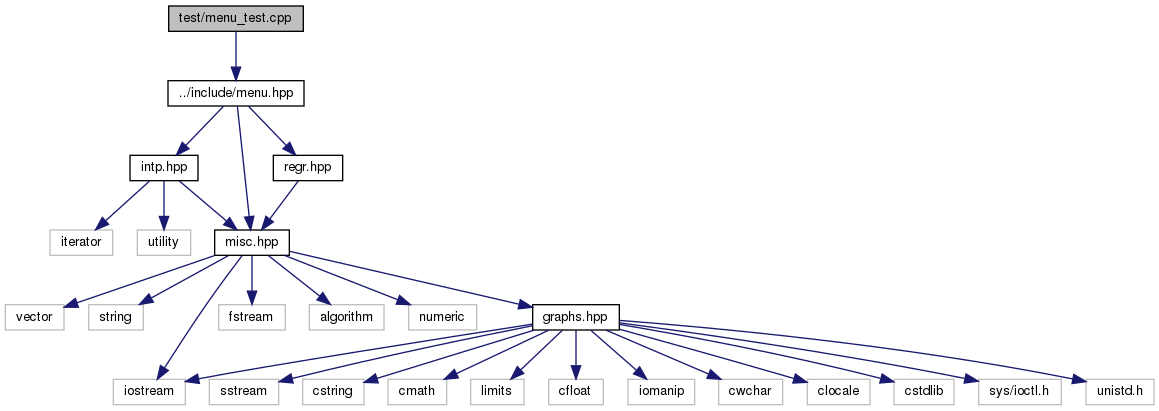 test/menu_test.cpp
../include/menu.hpp
intp.hpp
regr.hpp
iterator
utility
misc.hpp
vector
string
fstream
algorithm
numeric
graphs.hpp
iostream
sstream
cstring
cmath
limits
cfloat
iomanip
cwchar
clocale
cstdlib
sys/ioctl.h
unistd.h